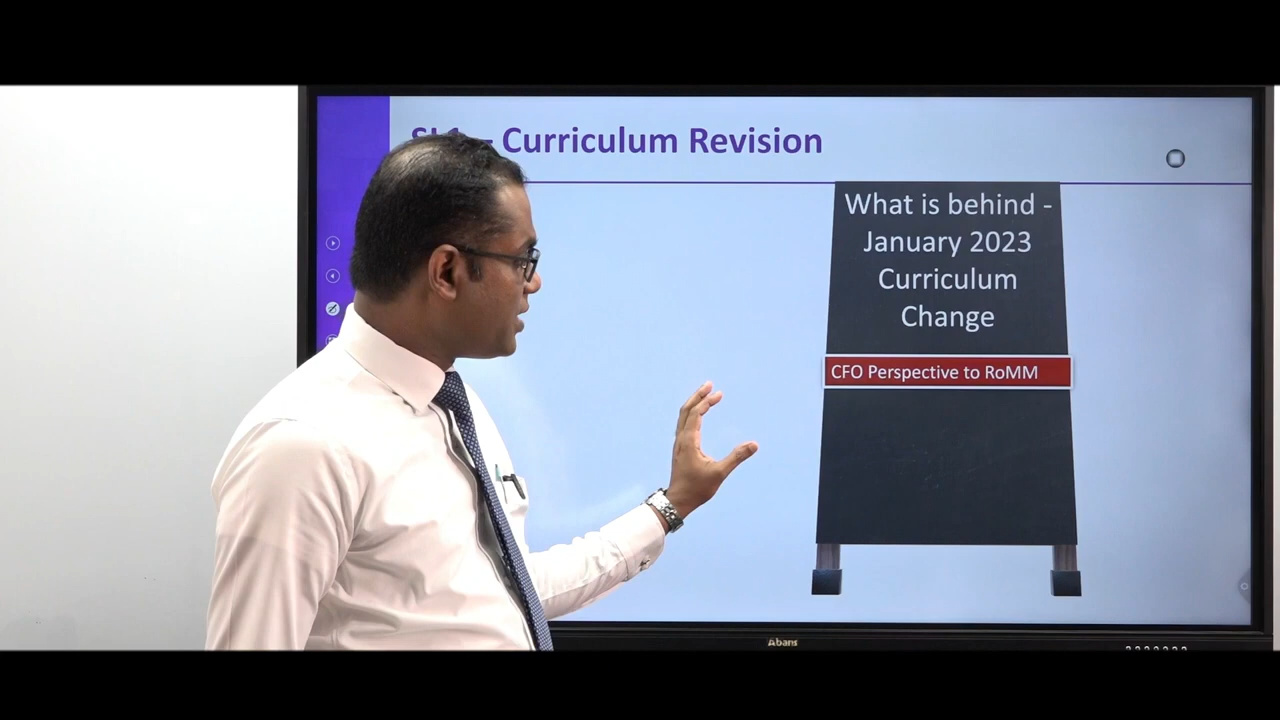 – Curriculum Revision
What is behind -
January 2023
Curriculum
Change
CFO Perspective to RoMM
Abans